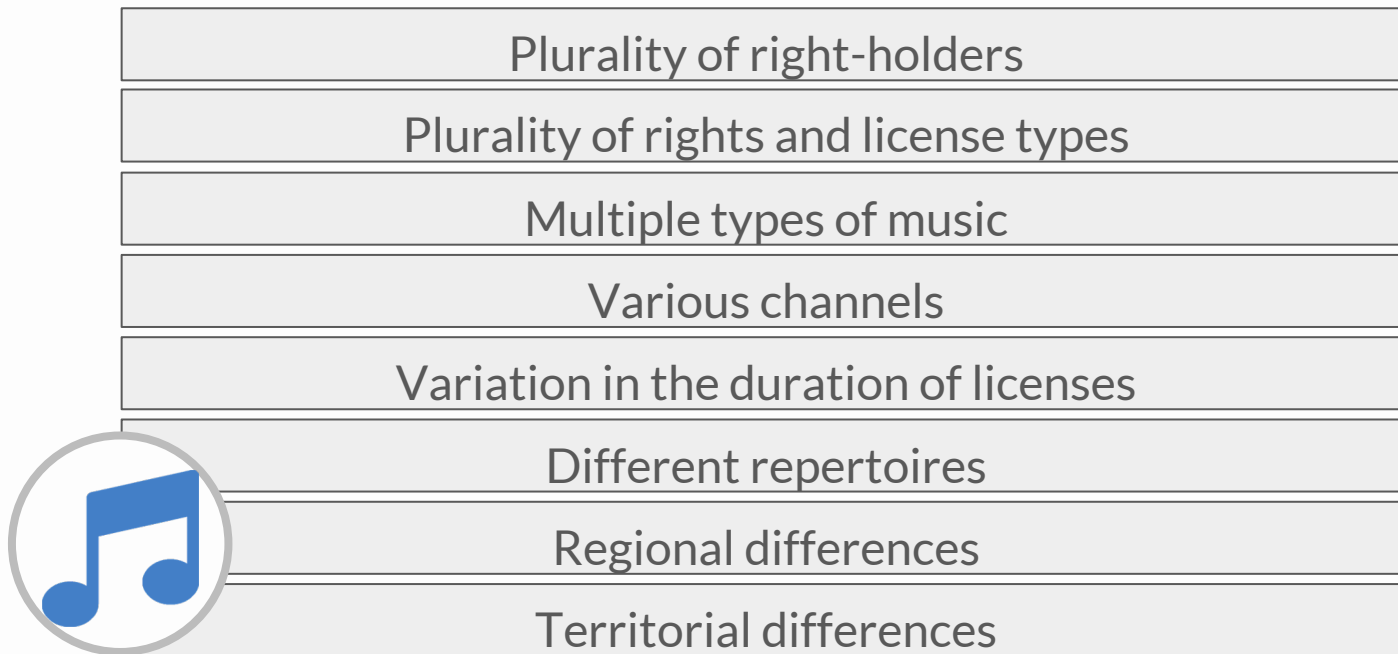 Plurality of right-holders
Plurality of rights and license types
Multiple types of music
Various channels
Variation in the duration of licenses
Different repertoires
Regional differences
Territorial differences